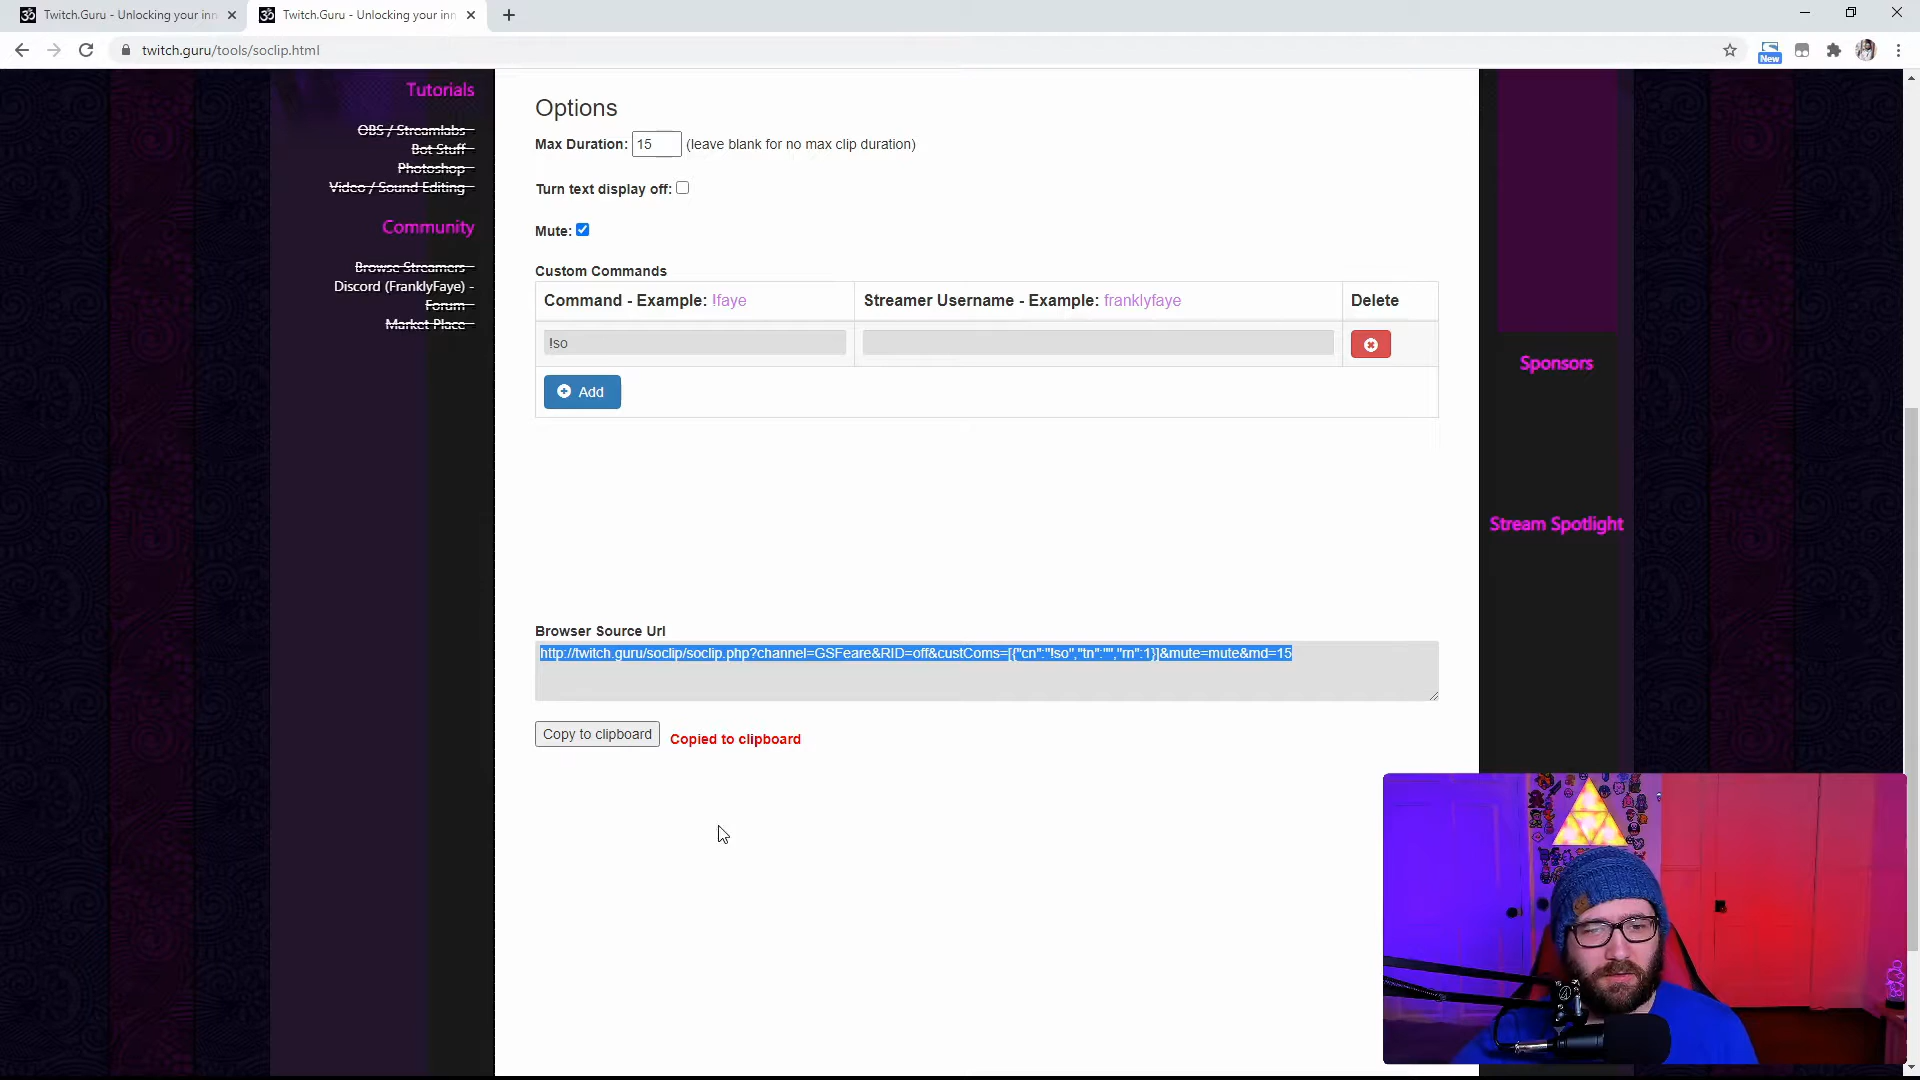 Twitch.Guru - Unlocking your inn
Twitch.Guru - Unlocking your inn
twitch.guru/tools/soclip.html
New
Tutorials
OBS / Streamlabs -
Bot Stuff -
Photoshop -
Video / Sound Editing -
Community
Browse Streamers -
Discord (FranklyFaye) -
Forum -
Market Place -
Options
Max Duration: 15 (leave blank for no max clip duration)
Turn text display off:
Mute:
Custom Commands
Command - Example: !faye Streamer Username - Example: franklyfaye Delete
!so
Add
Browser Source Url
http://twitch.guru/soclip/soclip.php?channel=GSFeare&RID=off&custComs=[{"cn":"!so","tn":"","rn":1}]&mute=mute&md=15
Copy to clipboard Copied to clipboard
Sponsors
Stream Spotlight